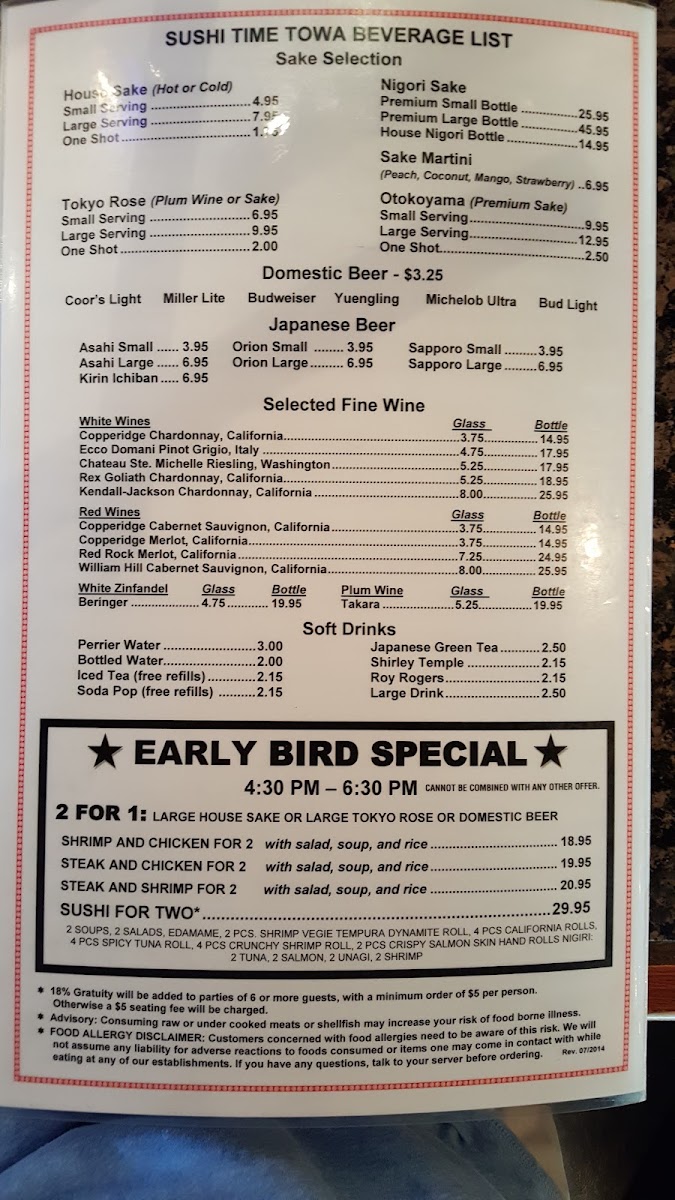 SUSHI TIME TOWA BEVERAGE LIST
Sake Selection
House Sake (Hot or Cold)
Small Serving ........................... 4.95
Large Serving ........................... 7.95
One Shot
Nigori Sake
Premium Small Bottle ............... 25.95
Premium Large Bottle ............... 45.95
House Nigori Bottle ................... 14.95
Sake Martini
(Peach, Coconut, Mango, Strawberry) ..6.95
Tokyo Rose (Plum Wine or Sake)
Small Serving ........................... 6.95
Large Serving ........................... 9.95
One Shot ................................... 2.00
Otokoyama (Premium Sake)
Small Serving ............................. 9.95
Large Serving ............................. 12.95
One Shot ..................................... 2.50
Domestic Beer - $3.25
Coor's Light Miller Lite Budweiser Yuengling Michelob Ultra Bud Light
Japanese Beer
Asahi Small ...... 3.95 Orion Small ........ 3.95 Sapporo Small ......... 3.95
Asahi Large ...... 6.95 Orion Large ......... 6.95 Sapporo Large ......... 6.95
Kirin Ichiban ..... 6.95
Selected Fine Wine
White Wines Glass Bottle
Copperidge Chardonnay, California ........ 3.75 ........ 14.95
Ecco Domani Pinot Grigio, Italy ........ 4.75 ........ 17.95
Chateau Ste. Michelle Riesling, Washington ........ 5.25 ........ 17.95
Rex Goliath Chardonnay, California ........ 5.25 ........ 18.95
Kendall-Jackson Chardonnay, California ........ 8.00 ........ 25.95
Red Wines Glass Bottle
Copperidge Cabernet Sauvignon, California ........ 3.75 ........ 14.95
Copperidge Merlot, California ........ 3.75 ........ 14.95
Red Rock Merlot, California ........ 7.25 ........ 24.95
William Hill Cabernet Sauvignon, California ........ 8.00 ........ 25.95
White Zinfandel Glass Bottle Plum Wine Glass Bottle
Beringer ........ 4.75 ........ 19.95 Takara ........ 5.25 ........ 19.95
Soft Drinks
Perrier Water ........ 3.00 Japanese Green Tea ........ 2.50
Bottled Water ........ 2.00 Shirley Temple ........ 2.15
Iced Tea (free refills) ........ 2.15 Roy Rogers ........ 2.15
Soda Pop (free refills) ........ 2.15 Large Drink ........ 2.50
★ EARLY BIRD SPECIAL ★
4:30 PM – 6:30 PM CANNOT BE COMBINED WITH ANY OTHER OFFER.
2 FOR 1: LARGE HOUSE SAKE OR LARGE TOKYO ROSE OR DOMESTIC BEER
SHRIMP AND CHICKEN FOR 2 with salad, soup, and rice ........ 18.95
STEAK AND CHICKEN FOR 2 with salad, soup, and rice ........ 19.95
STEAK AND SHRIMP FOR 2 with salad, soup, and rice ........ 20.95
SUSHI FOR TWO* ........ 29.95
2 SOUPS, 2 SALADS, EDAMAME, 2 PCS. SHRIMP VEGIE TEMPURA DYNAMITE ROLL, 4 PCS CALIFORNIA ROLLS,
4 PCS SPICY TUNA ROLL, 4 PCS CRUNCHY SHRIMP ROLL, 2 PCS CRISPY SALMON SKIN HAND ROLLS NIGIRI:
2 TUNA, 2 SALMON, 2 UNAGI, 2 SHRIMP
* 18% Gratuity will be added to parties of 6 or more guests, with a minimum order of $5 per person.
Otherwise a $5 seating fee will be charged.
* Advisory: Consuming raw or under cooked meats or shellfish may increase your risk of food borne illness.
* FOOD ALLERGY DISCLAIMER: Customers concerned with food allergies need to be aware of this risk. We will
not assume any liability for adverse reactions to foods consumed or items one may come in contact with while
eating at any of our establishments. If you have any questions, talk to your server before ordering. Rev. 07/2014